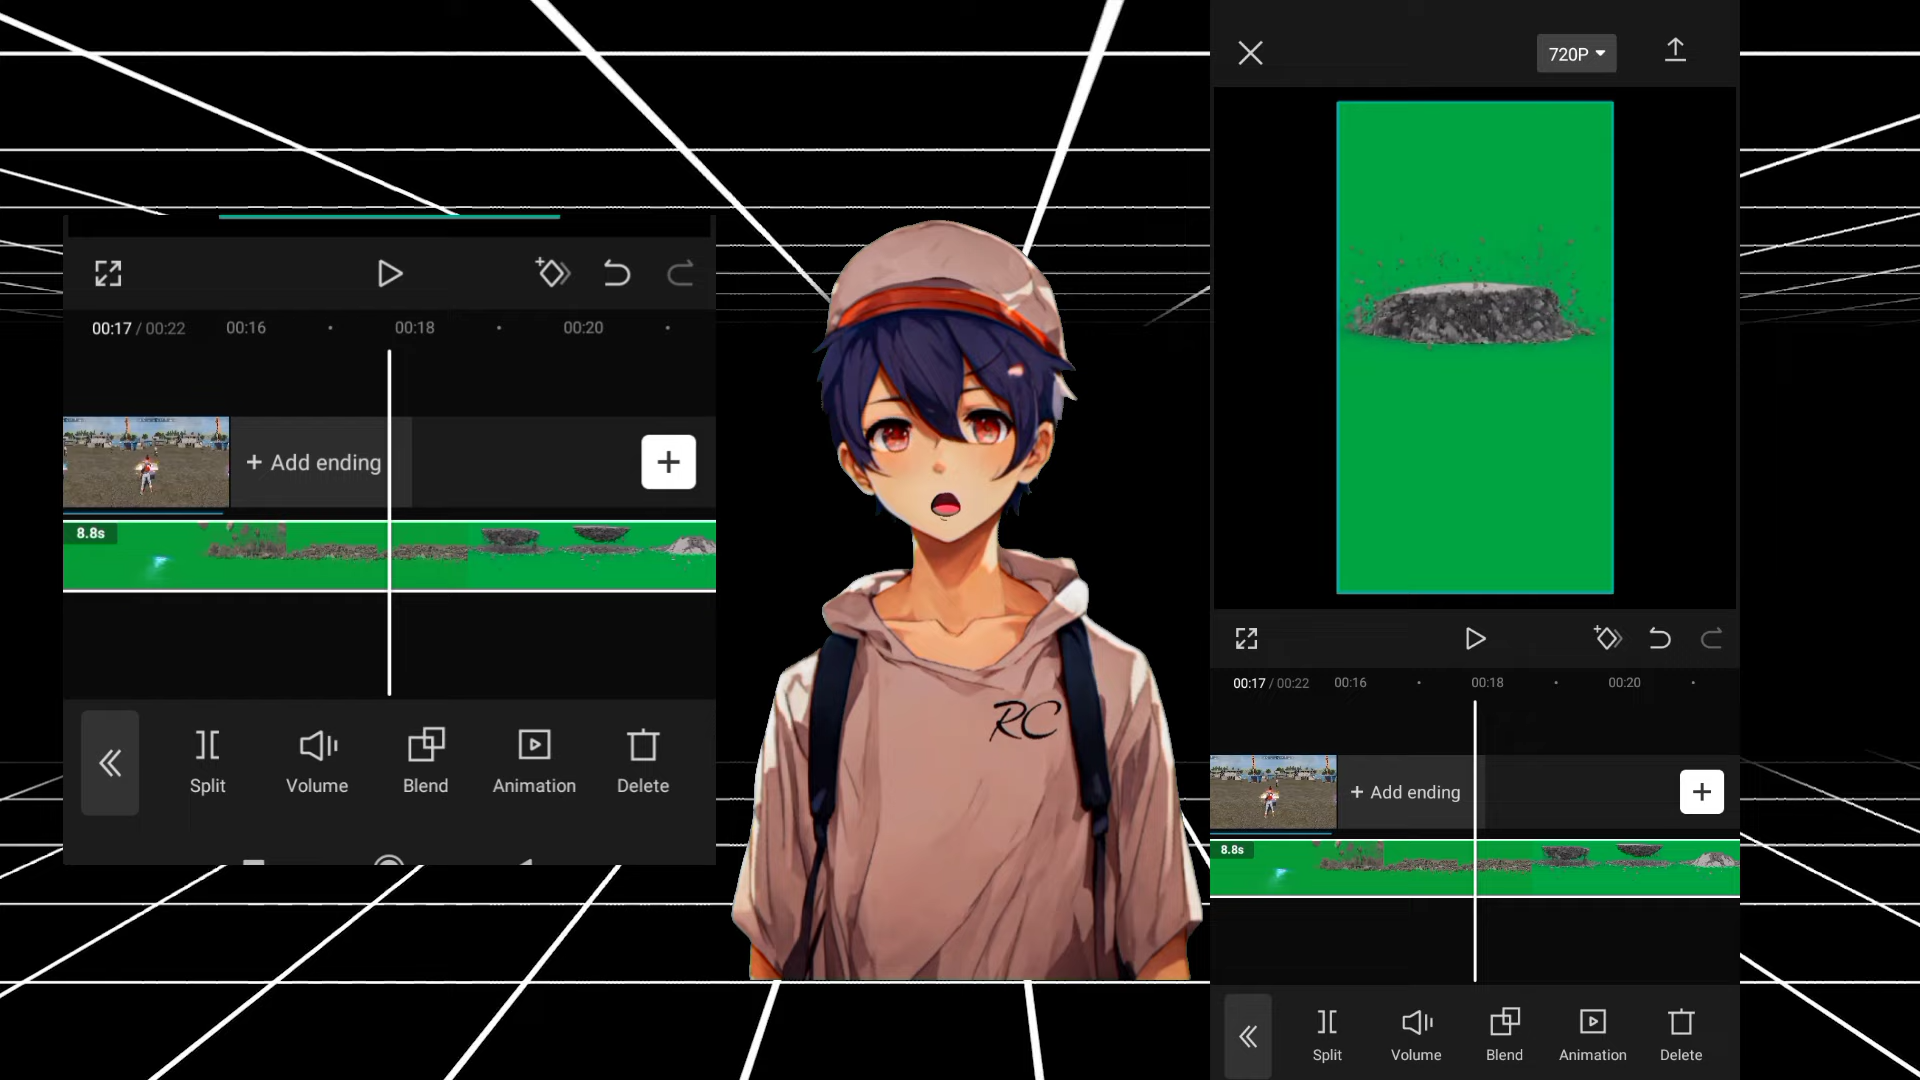 00:17 / 00:22 00:16 00:18 00:20
+ Add ending
+
8.8s
Split Volume Blend Animation Delete
RC
720P
00:17 / 00:22 00:16 00:18 00:20
+ Add ending
+
8.8s
Split Volume Blend Animation Delete